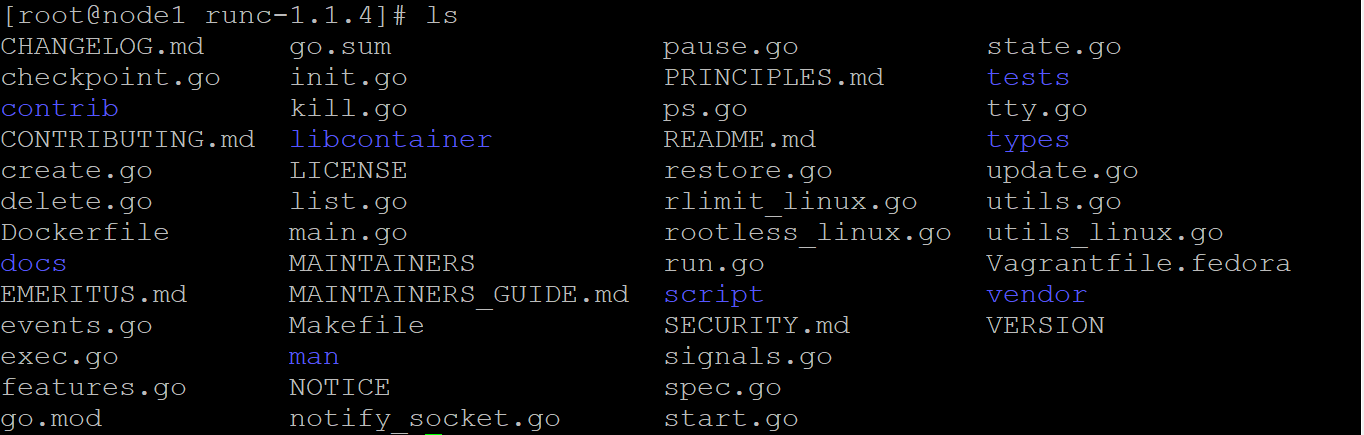 [root@node1 runc-1.1.4]# ls
CHANGELOG.md go.sum pause.go state.go
checkpoint.go init.go PRINCIPLES.md tests
contrib kill.go ps.go tty.go
CONTRIBUTING.md libcontainer README.md types
create.go LICENSE restore.go update.go
delete.go list.go rlimit_linux.go utils.go
Dockerfile main.go rootless_linux.go utils_linux.go
docs MAINTAINERS run.go Vagrantfile.fedora
EMERITUS.md MAINTAINERS_GUIDE.md script vendor
events.go Makefile SECURITY.md VERSION
exec.go man signals.go
features.go NOTICE spec.go
go.mod notify_socket.go start.go